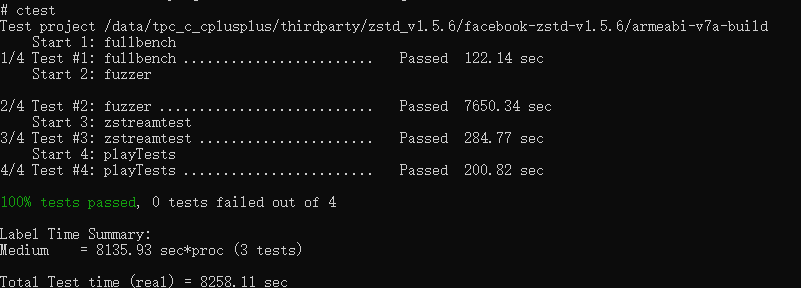 # ctest
Test project /data/tpc_c_cplusplus/thirdparty/zstd_v1.5.6/facebook-zstd-v1.5.6/armeabi-v7a-build
    Start 1: fullbench
1/4 Test #1: fullbench ........................   Passed  122.14 sec
    Start 2: fuzzer
2/4 Test #2: fuzzer ...........................   Passed  7650.34 sec
    Start 3: zstreamtest
3/4 Test #3: zstreamtest ......................   Passed  284.77 sec
    Start 4: playTests
4/4 Test #4: playTests ........................   Passed  200.82 sec
100% tests passed, 0 tests failed out of 4
Label Time Summary:
Medium    = 8135.93 sec*proc (3 tests)
Total Test time (real) = 8258.11 sec